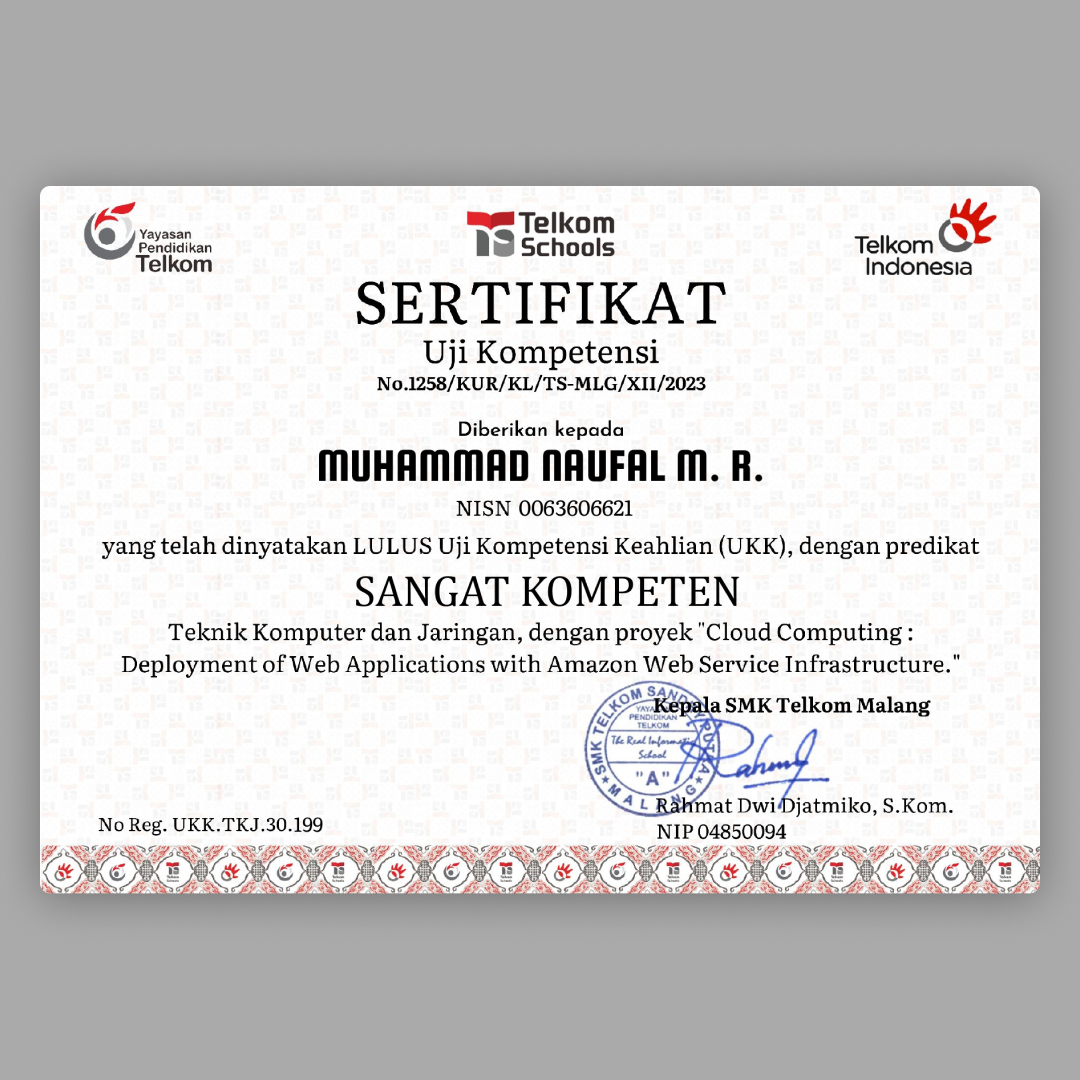 Yayasan
Pendidikan
Telkom
TS Telkom
Schools
Telkom
Indonesia
SERTIFIKAT
Uji Kompetensi
No.1258/KUR/KL/TS-MLG/XII/2023
Diberikan kepada
MUHAMMAD NAUFAL M. R.
NISN 0063606621
yang telah dinyatakan LULUS Uji Kompetensi Keahlian (UKK), dengan predikat
SANGAT KOMPETEN
Teknik Komputer dan Jaringan, dengan proyek "Cloud Computing :
Deployment of Web Applications with Amazon Web Service Infrastructure."
Kepala SMK Telkom Malang
SMK TELKOM SANDHY PUTRA
YAYASAN
PENDIDIKAN
TELKOM
The Real Informatics
School
"A"
MALANG
Rahmat Dwi Djatmiko, S.Kom.
NIP 04850094
No Reg. UKK.TKJ.30.199